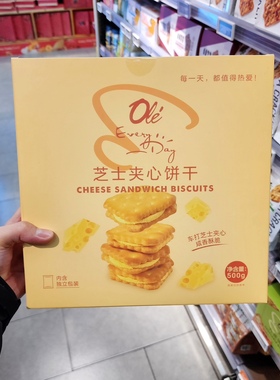 每一天，都值得热爱！
Olé
Every
Day
芝士夹心饼干
CHEESE SANDWICH BISCUITS
车打芝士夹心
咸香酥脆
内含
独立包装
净含量:
500g